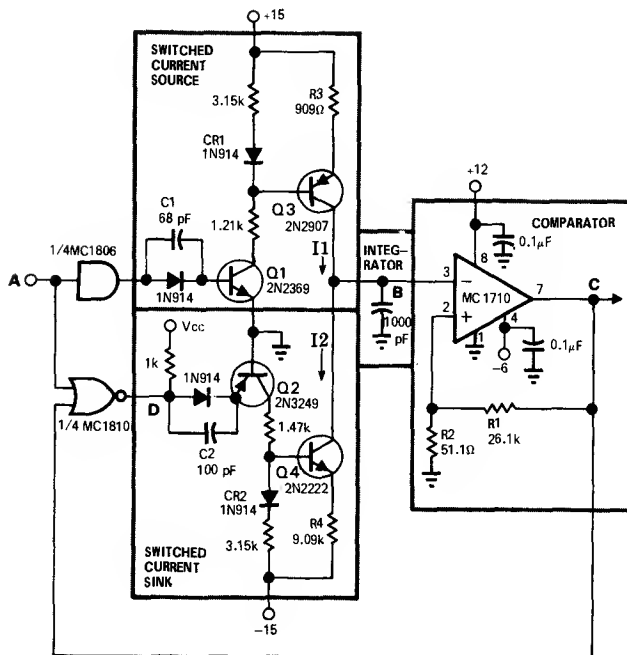 +15
SWITCHED
CURRENT
SOURCE
3.15k
R3
909Ω
CR1
1N914
Q3
2N2907
C1
68 pF
1.21k
1/4MC1806
A
1N914
Q1
2N2369
I1
INTEG-
RATOR
B
1000
pF
+12
COMPARATOR
0.1μF
8
3
−
MC 1710
7
C
2
+
1
4
0.1μF
−6
R1
26.1k
R2
51.1Ω
Vcc
1k
1N914
D
1/4 MC1810
C2
100 pF
Q2
2N3249
I2
1.47k
Q4
2N2222
CR2
1N914
R4
9.09k
3.15k
SWITCHED
CURRENT
SINK
−15